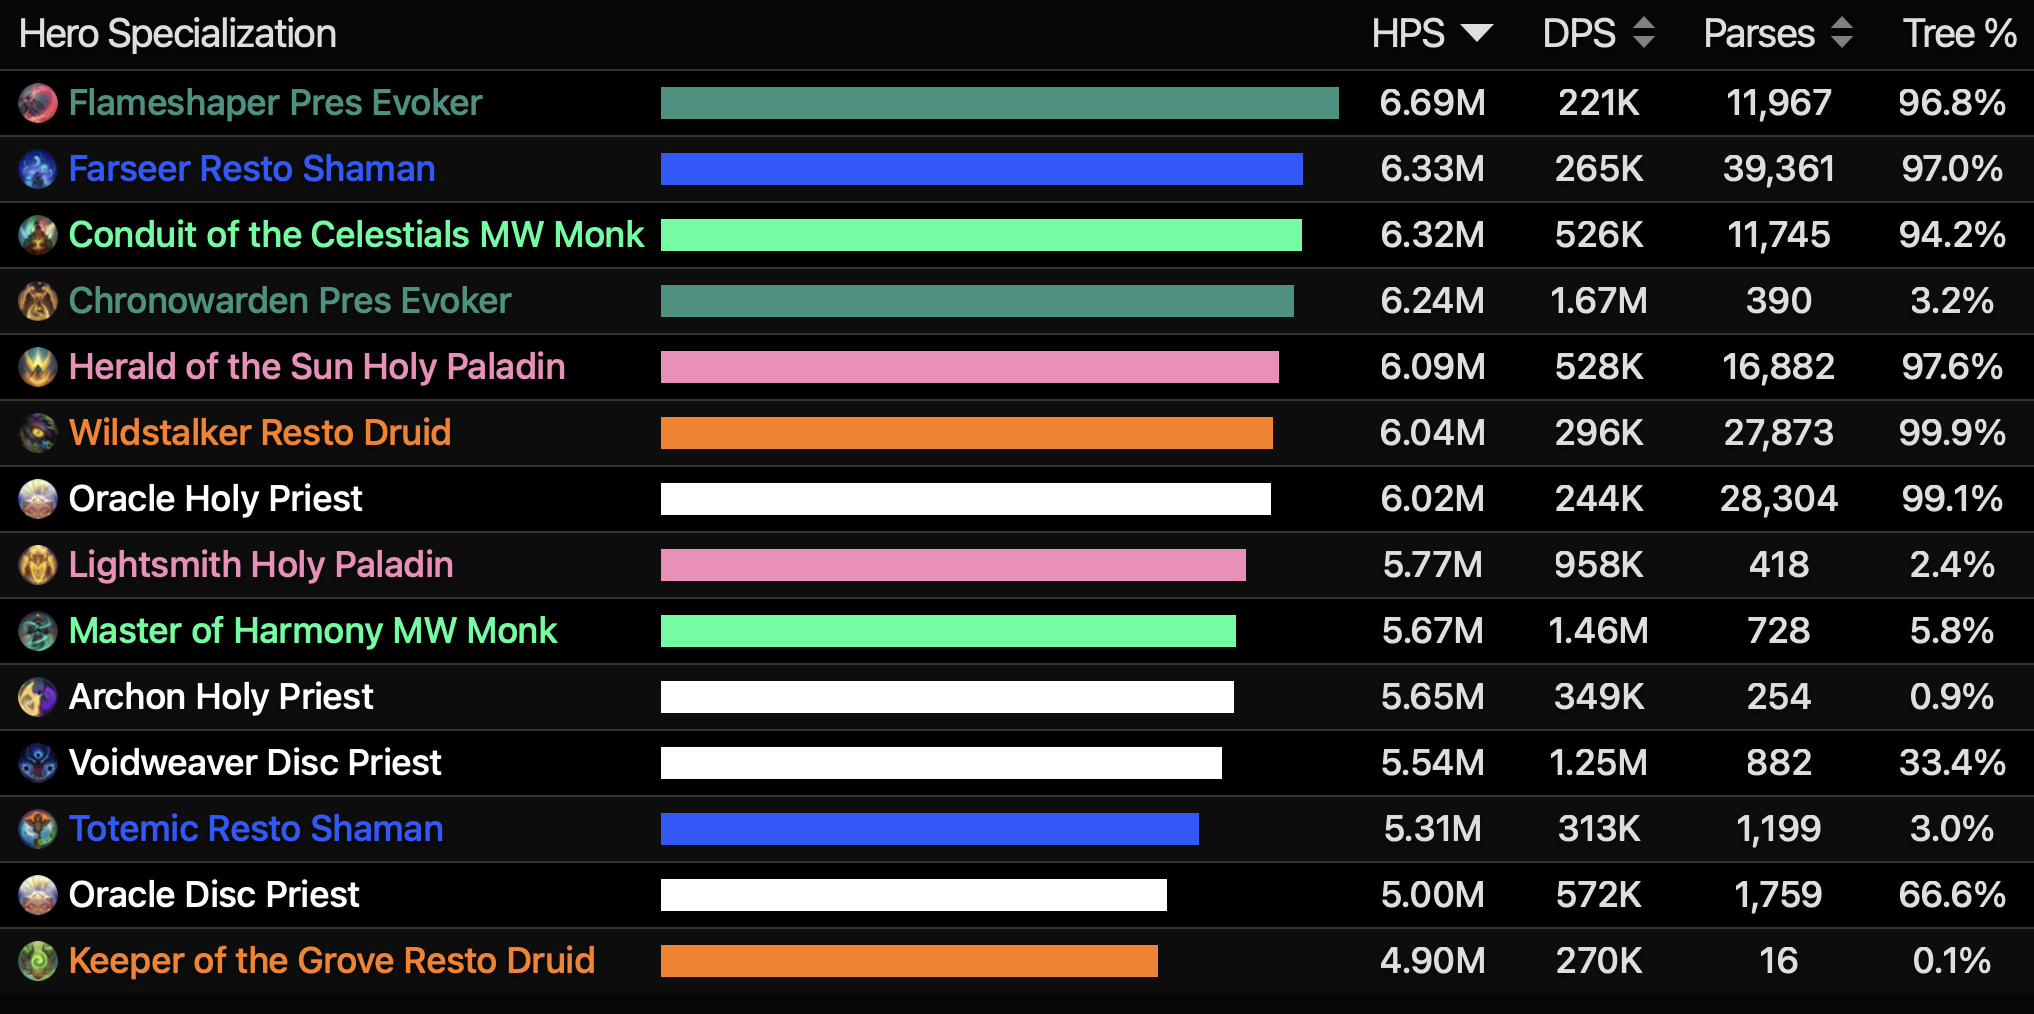 Hero Specialization HPS DPS Parses Tree %
Flameshaper Pres Evoker 6.69M 221K 11,967 96.8%
Farseer Resto Shaman 6.33M 265K 39,361 97.0%
Conduit of the Celestials MW Monk 6.32M 526K 11,745 94.2%
Chronowarden Pres Evoker 6.24M 1.67M 390 3.2%
Herald of the Sun Holy Paladin 6.09M 528K 16,882 97.6%
Wildstalker Resto Druid 6.04M 296K 27,873 99.9%
Oracle Holy Priest 6.02M 244K 28,304 99.1%
Lightsmith Holy Paladin 5.77M 958K 418 2.4%
Master of Harmony MW Monk 5.67M 1.46M 728 5.8%
Archon Holy Priest 5.65M 349K 254 0.9%
Voidweaver Disc Priest 5.54M 1.25M 882 33.4%
Totemic Resto Shaman 5.31M 313K 1,199 3.0%
Oracle Disc Priest 5.00M 572K 1,759 66.6%
Keeper of the Grove Resto Druid 4.90M 270K 16 0.1%